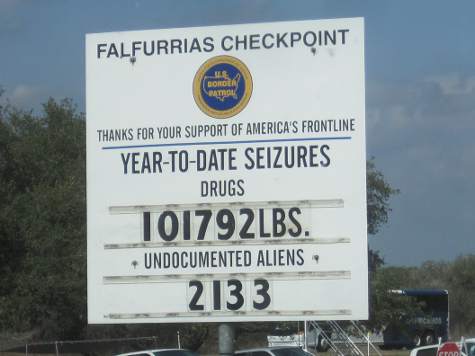 FALFURRIAS CHECKPOINT
U.S.
BORDER
PATROL
THANKS FOR YOUR SUPPORT OF AMERICA'S FRONTLINE
YEAR-TO-DATE SEIZURES
DRUGS
101792LBS.
UNDOCUMENTED ALIENS
2133
STOP